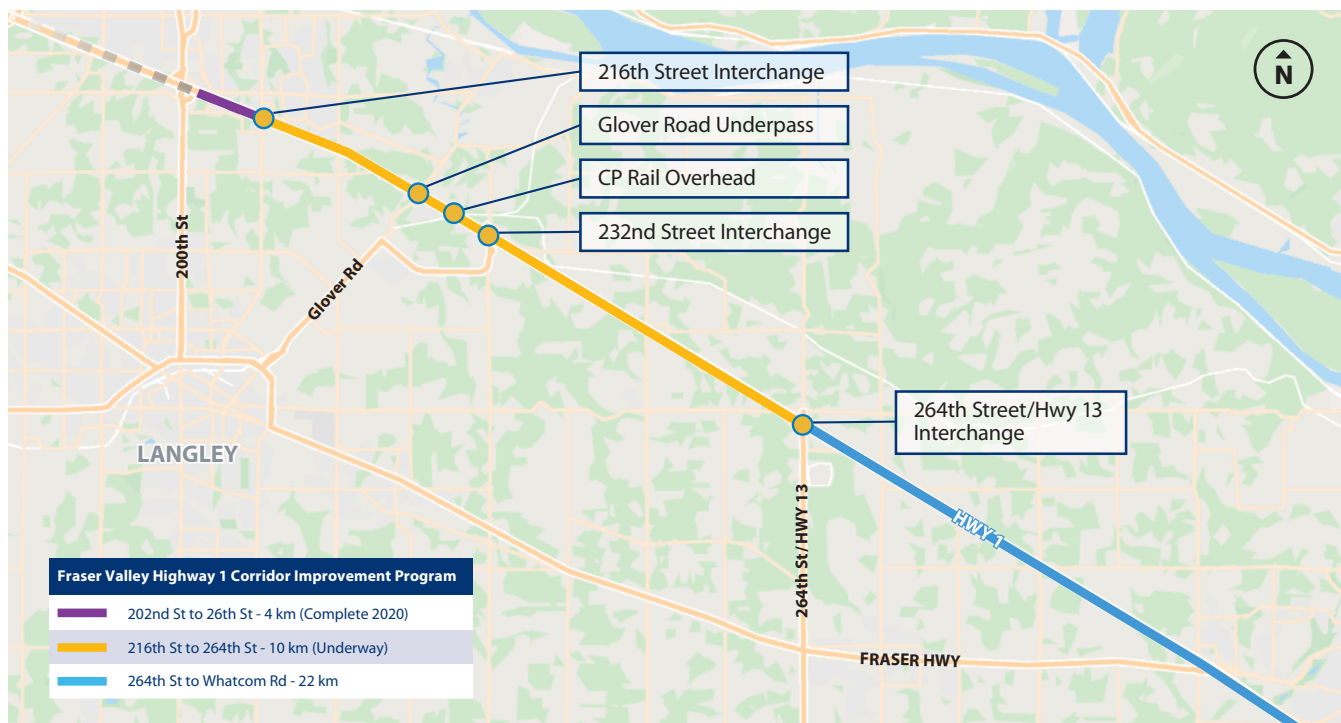 216th Street Interchange
Glover Road Underpass
CP Rail Overhead
232nd Street Interchange
N
200th St
Glover Rd
264th Street/Hwy 13
Interchange
LANGLEY
264th St / HWY 13
HWY 1
FRASER HWY
Fraser Valley Highway 1 Corridor Improvement Program
202nd St to 26th St - 4 km (Complete 2020)
216th St to 264th St - 10 km (Underway)
264th St to Whatcom Rd - 22 km